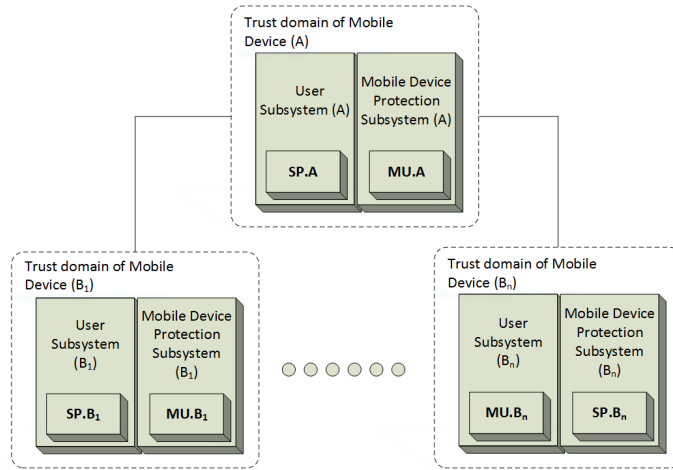 Trust domain of Mobile
Device (A)
User
Subsystem (A)
Mobile Device
Protection
Subsystem (A)
SP.A
MU.A
Trust domain of Mobile
Device (B₁)
User
Subsystem
(B₁)
Mobile Device
Protection
Subsystem
(B₁)
SP.B₁
MU.B₁
Trust domain of Mobile
Device (Bₙ)
User
Subsystem
(Bₙ)
Mobile Device
Protection
Subsystem
(Bₙ)
MU.Bₙ
SP.Bₙ